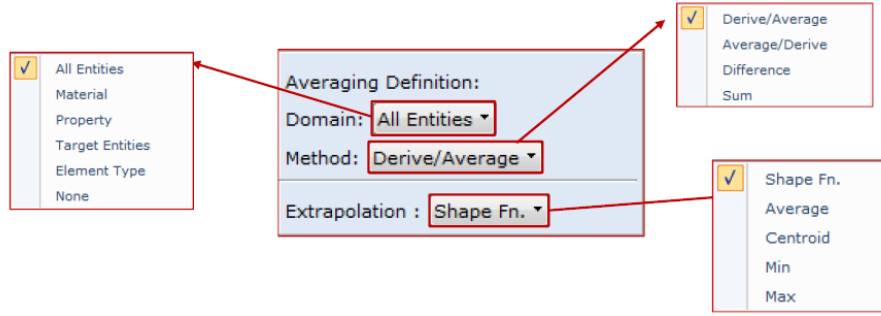 All Entities
Material
Property
Target Entities
Element Type
None
Averaging Definition:
Domain: All Entities
Method: Derive/Average
Extrapolation : Shape Fn.
Derive/Average
Average/Derive
Difference
Sum
Shape Fn.
Average
Centroid
Min
Max